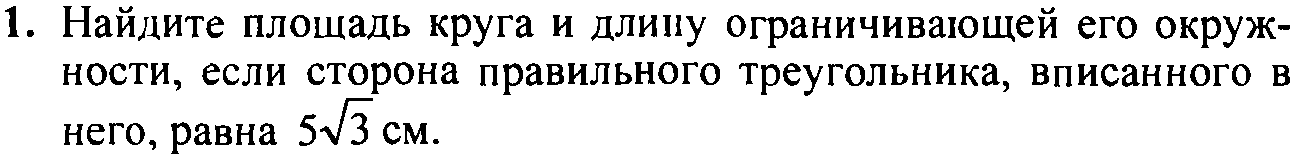 1. Найдите площадь круга и длину ограничивающей его окруж-
ности, если сторона правильного треугольника, вписанного в
него, равна 5√3 см.